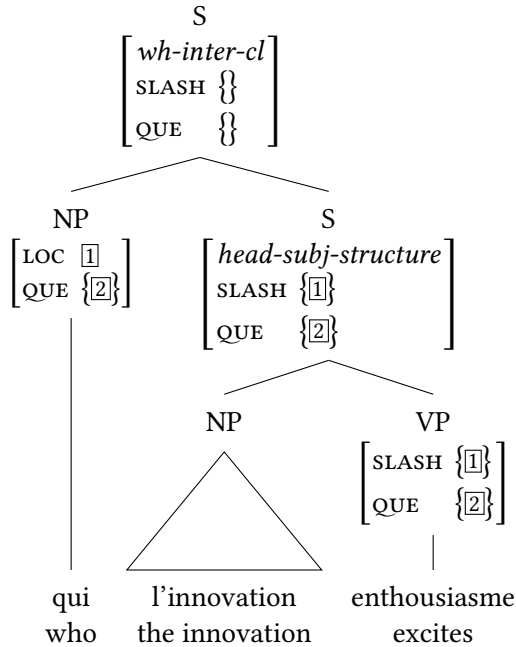 S
wh-inter-cl
SLASH {}
QUE {}
NP S
LOC 1 head-subj-structure
QUE {2} SLASH {1}
QUE {2}
NP VP
SLASH {1}
QUE {2}
qui l'innovation enthousiasme
who the innovation excites